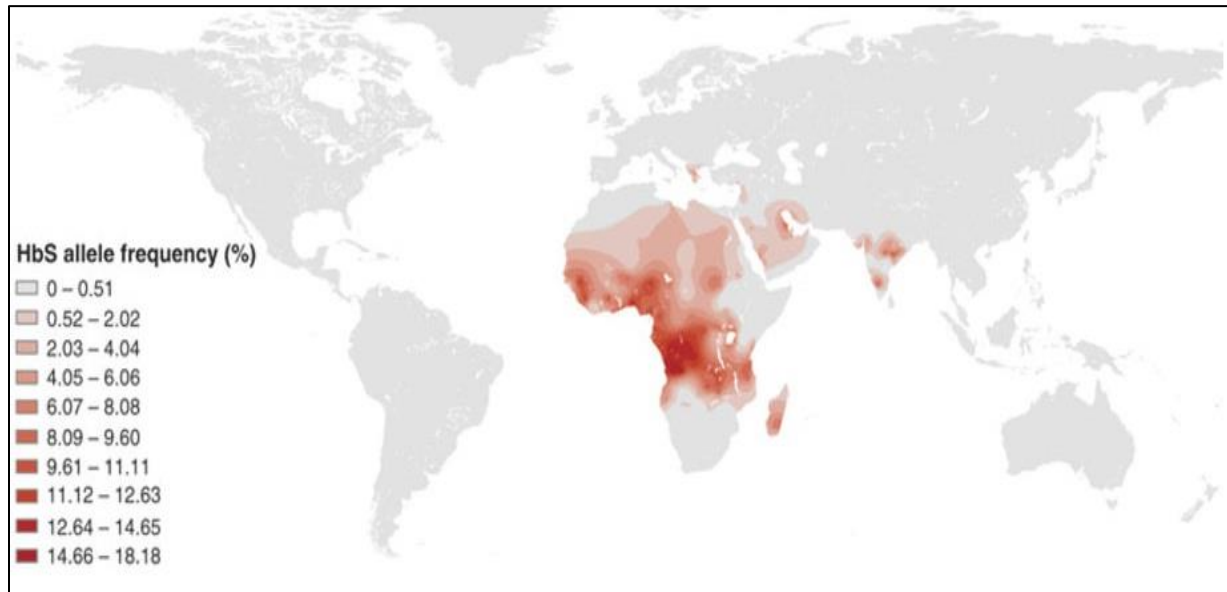 HbS allele frequency (%)
0 – 0.51
0.52 – 2.02
2.03 – 4.04
4.05 – 6.06
6.07 – 8.08
8.09 – 9.60
9.61 – 11.11
11.12 – 12.63
12.64 – 14.65
14.66 – 18.18